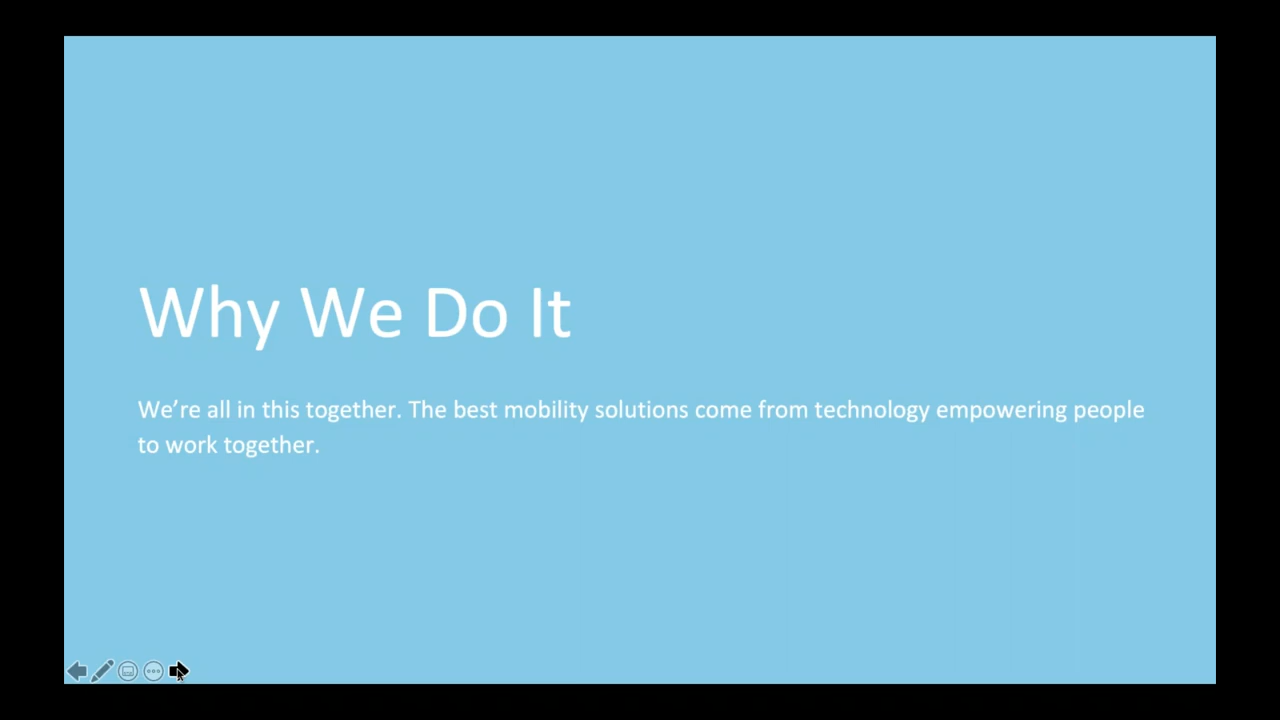 Why We Do It
We’re all in this together. The best mobility solutions come from technology empowering people
to work together.